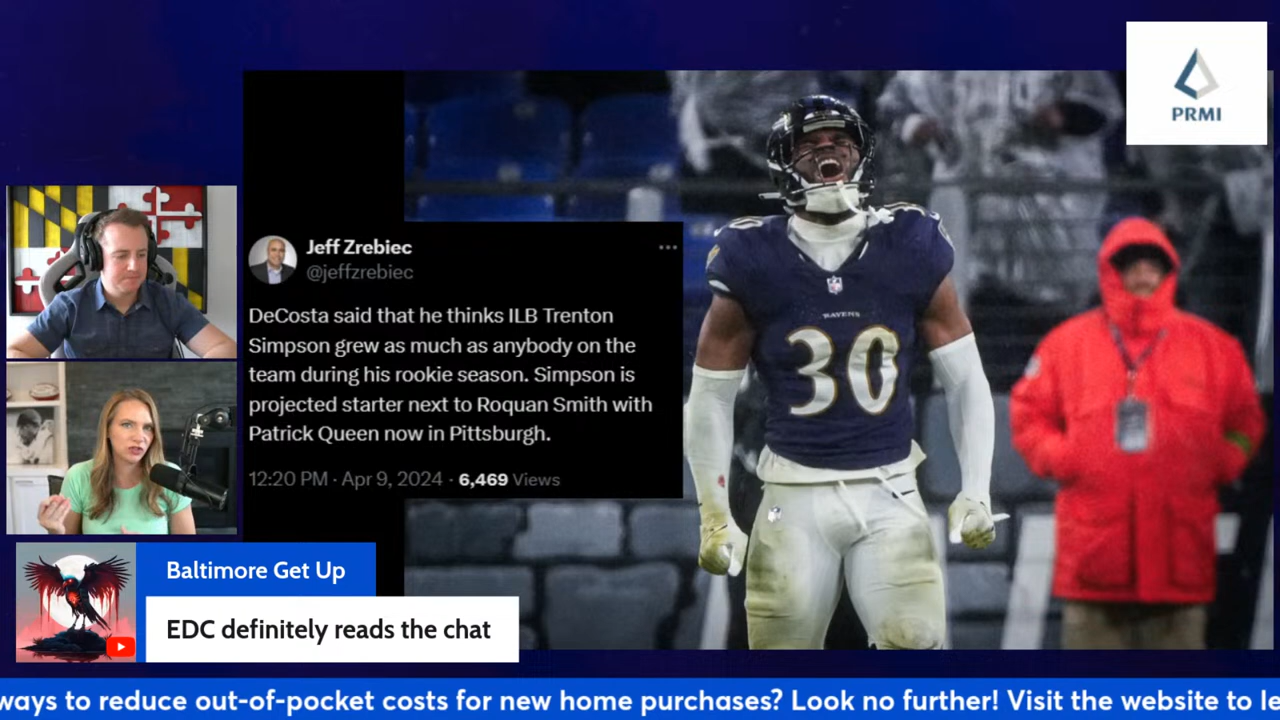 PRMI
Jeff Zrebiec
@jeffzrebiec
DeCosta said that he thinks ILB Trenton
Simpson grew as much as anybody on the
team during his rookie season. Simpson is
projected starter next to Roquan Smith with
Patrick Queen now in Pittsburgh.
12:20 PM · Apr 9, 2024 · 6,469 Views
RAVENS
30
30
Baltimore Get Up
EDC definitely reads the chat
ways to reduce out-of-pocket costs for new home purchases? Look no further! Visit the website to le